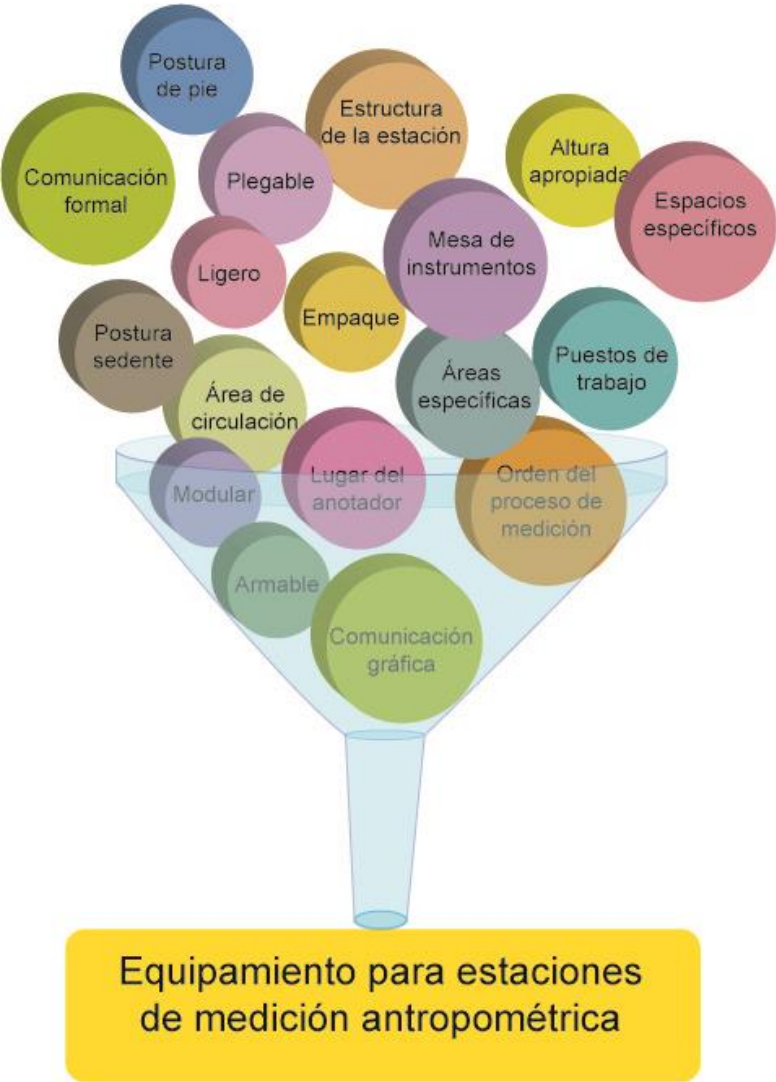 Postura
de pie
Estructura
de la estación
Comunicación
formal
Plegable
Altura
apropiada
Espacios
específicos
Ligero
Mesa de
instrumentos
Empaque
Postura
sedente
Área de
circulación
Áreas
específicas
Puestos de
trabajo
Modular
Lugar del
anotador
Orden del
proceso de
medición
Armable
Comunicación
gráfica
Equipamiento para estaciones
de medición antropométrica